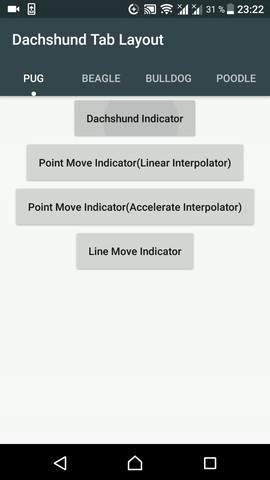 31 % 23:22
Dachshund Tab Layout
PUG BEAGLE BULLDOG POODLE
Dachshund Indicator
Point Move Indicator(Linear Interpolator)
Point Move Indicator(Accelerate Interpolator)
Line Move Indicator